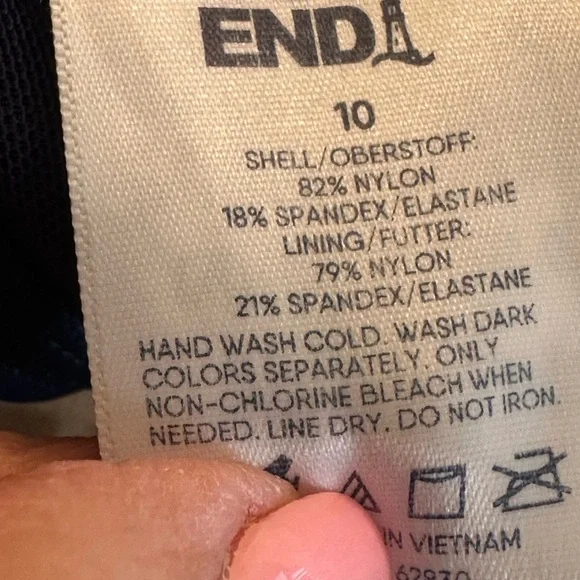 END
10
SHELL/OBERSTOFF:
82% NYLON
18% SPANDEX/ELASTANE
LINING/FUTTER:
79% NYLON
21% SPANDEX/ELASTANE
HAND WASH COLD. WASH DARK
COLORS SEPARATELY. ONLY
NON-CHLORINE BLEACH WHEN
NEEDED. LINE DRY. DO NOT IRON.
IN VIETNAM